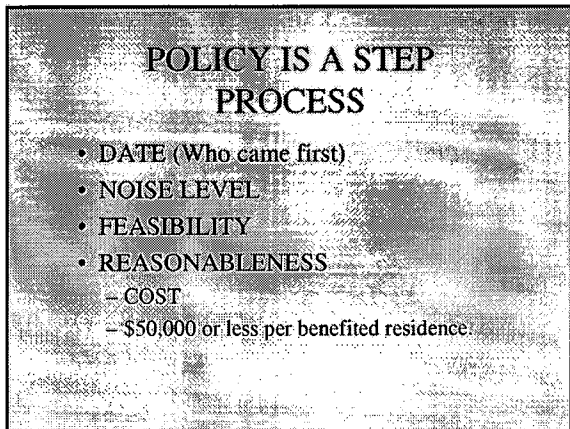 POLICY IS A STEP
PROCESS
• DATE (Who came first)
• NOISE LEVEL
• FEASIBILITY
• REASONABLENESS
– COST
– $50,000 or less per benefited residence.